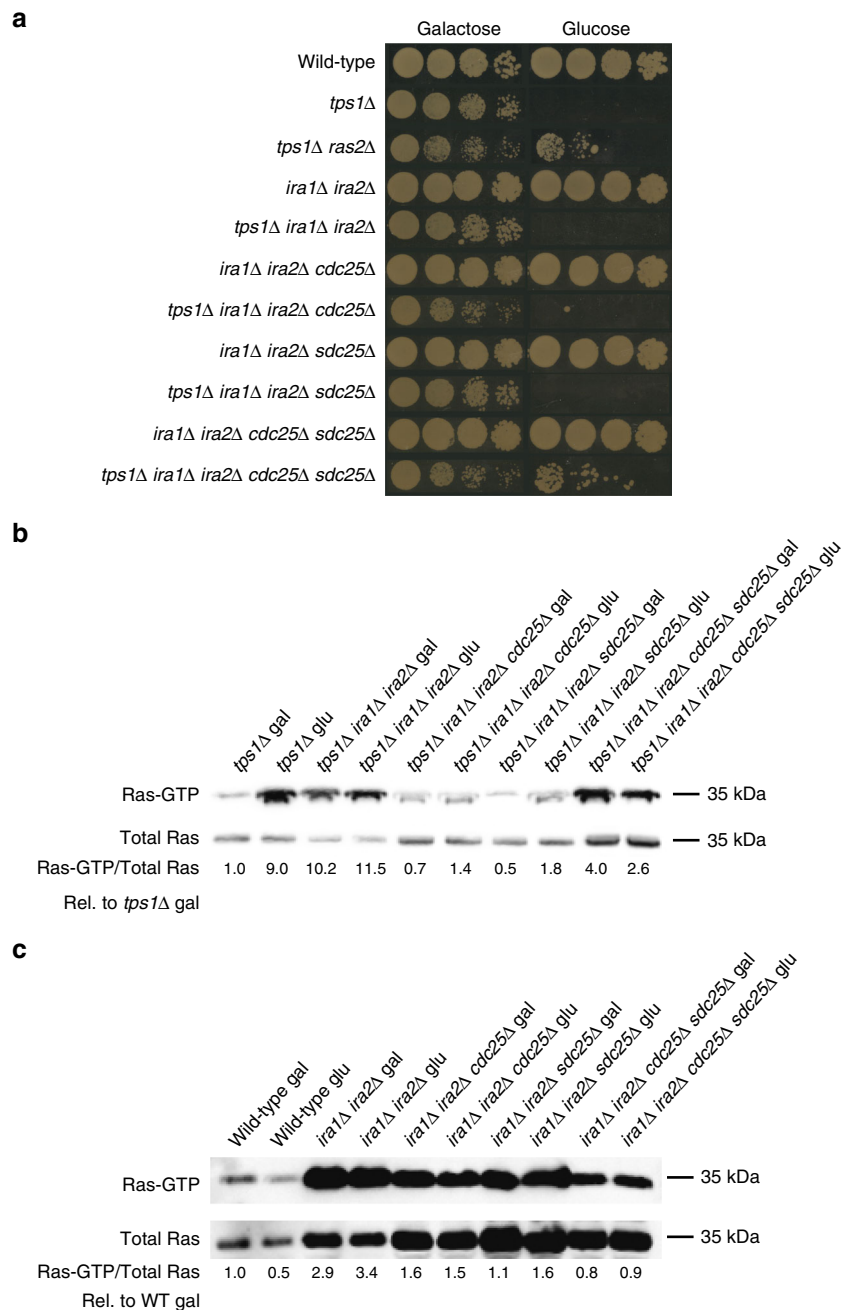 a
Galactose Glucose
Wild-type
tps1Δ
tps1Δ ras2Δ
ira1Δ ira2Δ
tps1Δ ira1Δ ira2Δ
ira1Δ ira2Δ cdc25Δ
tps1Δ ira1Δ ira2Δ cdc25Δ
ira1Δ ira2Δ sdc25Δ
tps1Δ ira1Δ ira2Δ sdc25Δ
ira1Δ ira2Δ cdc25Δ sdc25Δ
tps1Δ ira1Δ ira2Δ cdc25Δ sdc25Δ
b
tps1Δ gal
tps1Δ glu
tps1Δ ira1Δ ira2Δ gal
tps1Δ ira1Δ ira2Δ glu
tps1Δ ira1Δ ira2Δ cdc25Δ gal
tps1Δ ira1Δ ira2Δ cdc25Δ glu
tps1Δ ira1Δ ira2Δ sdc25Δ gal
tps1Δ ira1Δ ira2Δ sdc25Δ glu
tps1Δ ira1Δ ira2Δ cdc25Δ sdc25Δ gal
tps1Δ ira1Δ ira2Δ cdc25Δ sdc25Δ glu
Ras-GTP 35 kDa
Total Ras 35 kDa
Ras-GTP/Total Ras 1.0 9.0 10.2 11.5 0.7 1.4 0.5 1.8 4.0 2.6
Rel. to tps1Δ gal
c
Wild-type gal
Wild-type glu
ira1Δ ira2Δ gal
ira1Δ ira2Δ glu
ira1Δ ira2Δ cdc25Δ gal
ira1Δ ira2Δ cdc25Δ glu
ira1Δ ira2Δ sdc25Δ gal
ira1Δ ira2Δ sdc25Δ glu
ira1Δ ira2Δ cdc25Δ sdc25Δ gal
ira1Δ ira2Δ cdc25Δ sdc25Δ glu
Ras-GTP 35 kDa
Total Ras 35 kDa
Ras-GTP/Total Ras 1.0 0.5 2.9 3.4 1.6 1.5 1.1 1.6 0.8 0.9
Rel. to WT gal